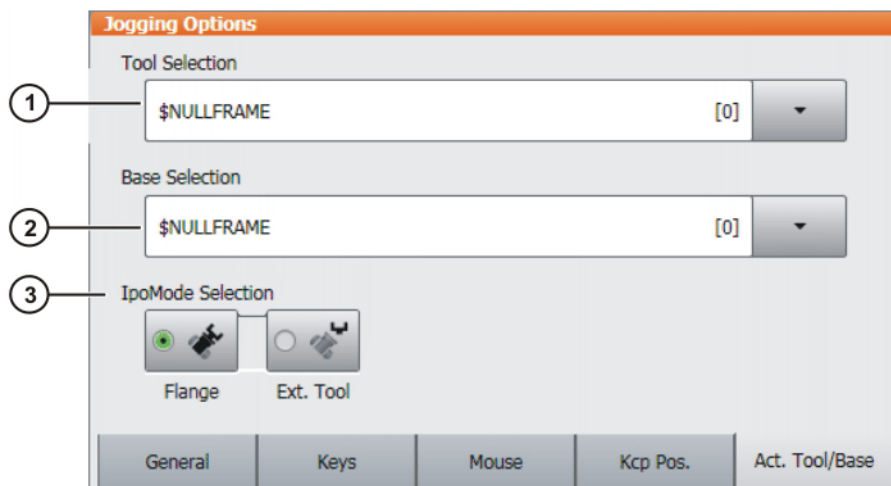 Jogging Options
Tool Selection
1 $NULLFRAME [0]
Base Selection
2 $NULLFRAME [0]
3 IpoMode Selection
Flange Ext. Tool
General Keys Mouse Kcp Pos. Act. Tool/Base